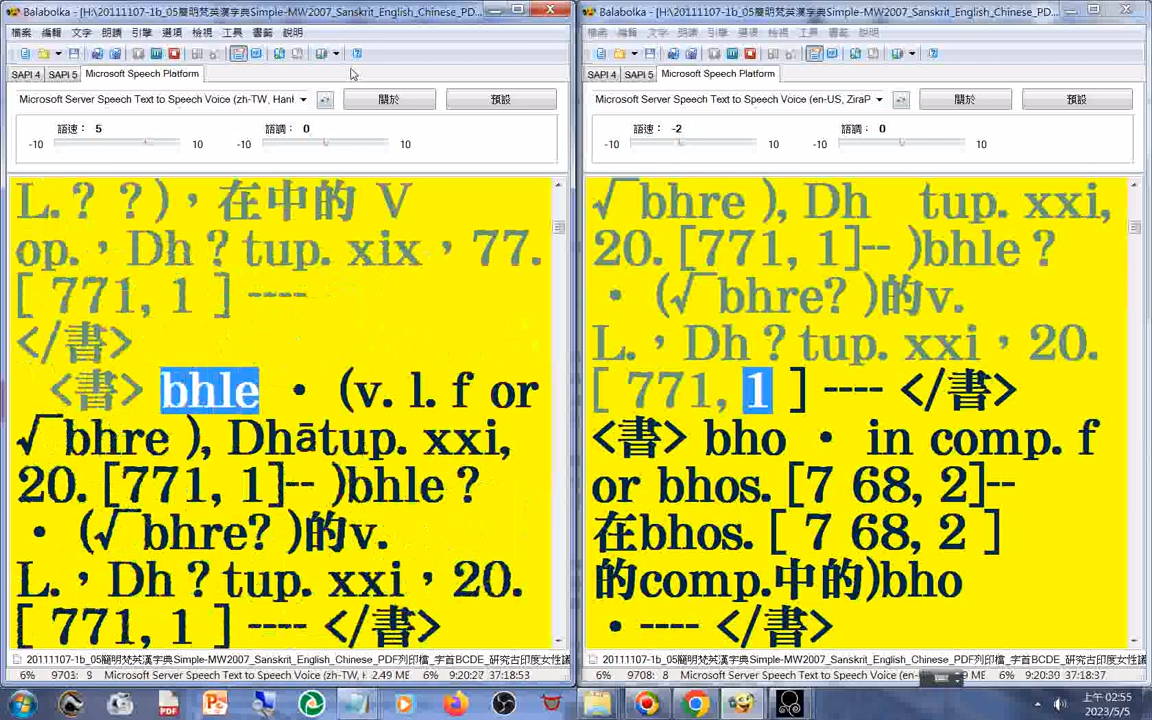 Balabolka - [H:\20111107-1b_05簡明梵英漢字典Simple-MW2007_Sanskrit_English_Chinese_PD...
檔案 編輯 文字 朗讀 引擎 選項 檢視 工具 書籤 說明
SAPI 4 SAPI 5 Microsoft Speech Platform
Microsoft Server Speech Text to Speech Voice (zh-TW, Hanl 關於 預設
語速： 5 語調： 0
-10 10 -10 10
L.？？)，在中的 V
op.，Dh？tup. xix，77.
[ 771, 1 ] ----
</書>
<書> bhle • (v. l. f or
√bhre ), Dhātup. xxi,
20. [771, 1]-- )bhle？
• (√bhre? )的v.
L.，Dh？tup. xxi，20.
[ 771, 1 ] ---- </書>
20111107-1b_05簡明梵英漢字典Simple-MW2007_Sanskrit_English_Chinese_PDF列印檔_字首BCDE_研究古印度女性議
6% 9703: 9 Microsoft Server Speech Text to Speech Voice (zh-TW, H 2.49 ME 6% 9:20:27 37:18:53
Balabolka - [H:\20111107-1b_05簡明梵英漢字典Simple-MW2007_Sanskrit_English_Chinese_PD...
檔案 編輯 文字 朗讀 引擎 選項 檢視 工具 書籤 說明
SAPI 4 SAPI 5 Microsoft Speech Platform
Microsoft Server Speech Text to Speech Voice (en-US, ZiraP 關於 預設
語速： -2 語調： 0
-10 10 -10 10
√bhre ), Dh tup. xxi,
20. [771, 1]-- )bhle？
• (√bhre? )的v.
L.，Dh？tup. xxi，20.
[ 771, 1 ] ---- </書>
<書> bho • in comp. f
or bhos. [7 68, 2]--
在bhos. [ 7 68, 2 ]
的comp.中的)bho
• ---- </書>
20111107-1b_05簡明梵英漢字典Simple-MW2007_Sanskrit_English_Chinese_PDF列印檔_字首BCDE_研究古印度女性議
6% 9708: 8 Microsoft Server Speech Text to Speech Voice (en-u ME 6% 9:20:39 37:18:37
上午 02:55
2023/5/5